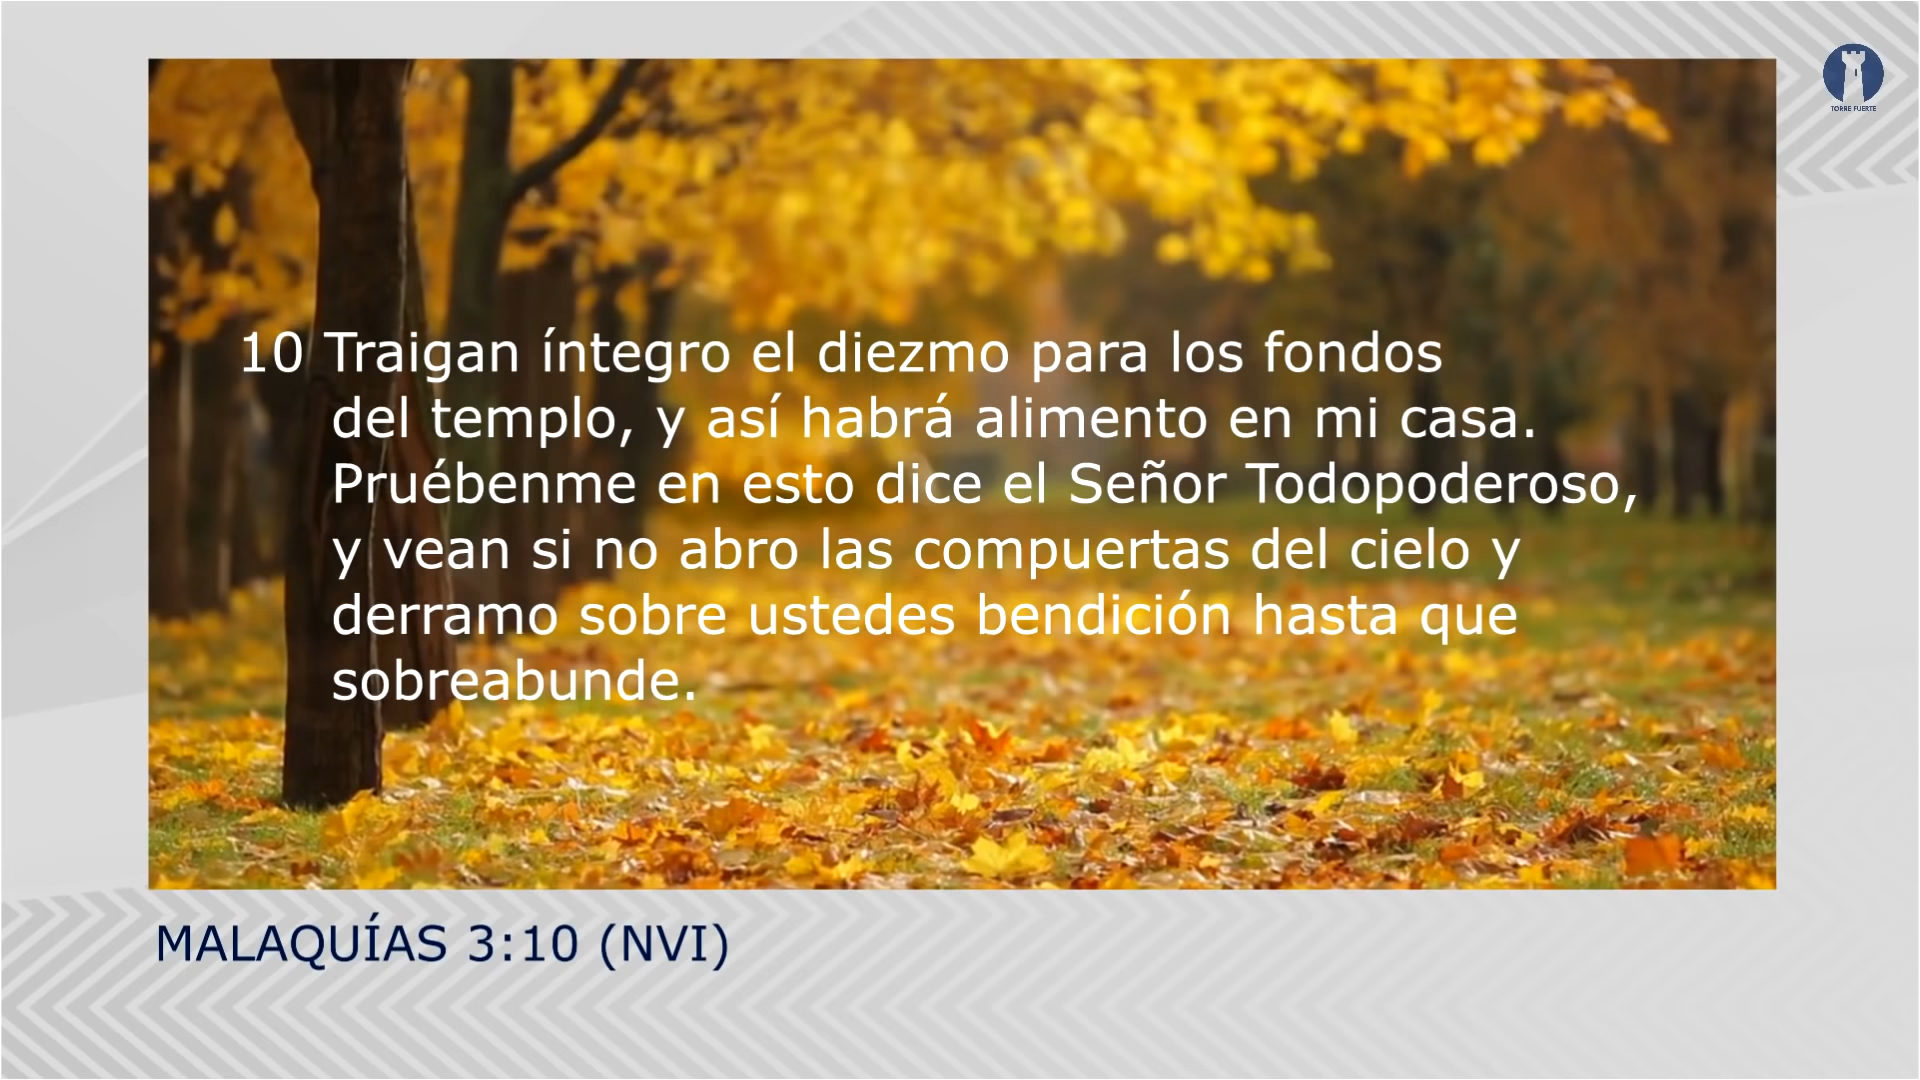 TORRE FUERTE
10 Traigan íntegro el diezmo para los fondos
del templo, y así habrá alimento en mi casa.
Pruébenme en esto dice el Señor Todopoderoso,
y vean si no abro las compuertas del cielo y
derramo sobre ustedes bendición hasta que
sobreabunde.
MALAQUÍAS 3:10 (NVI)